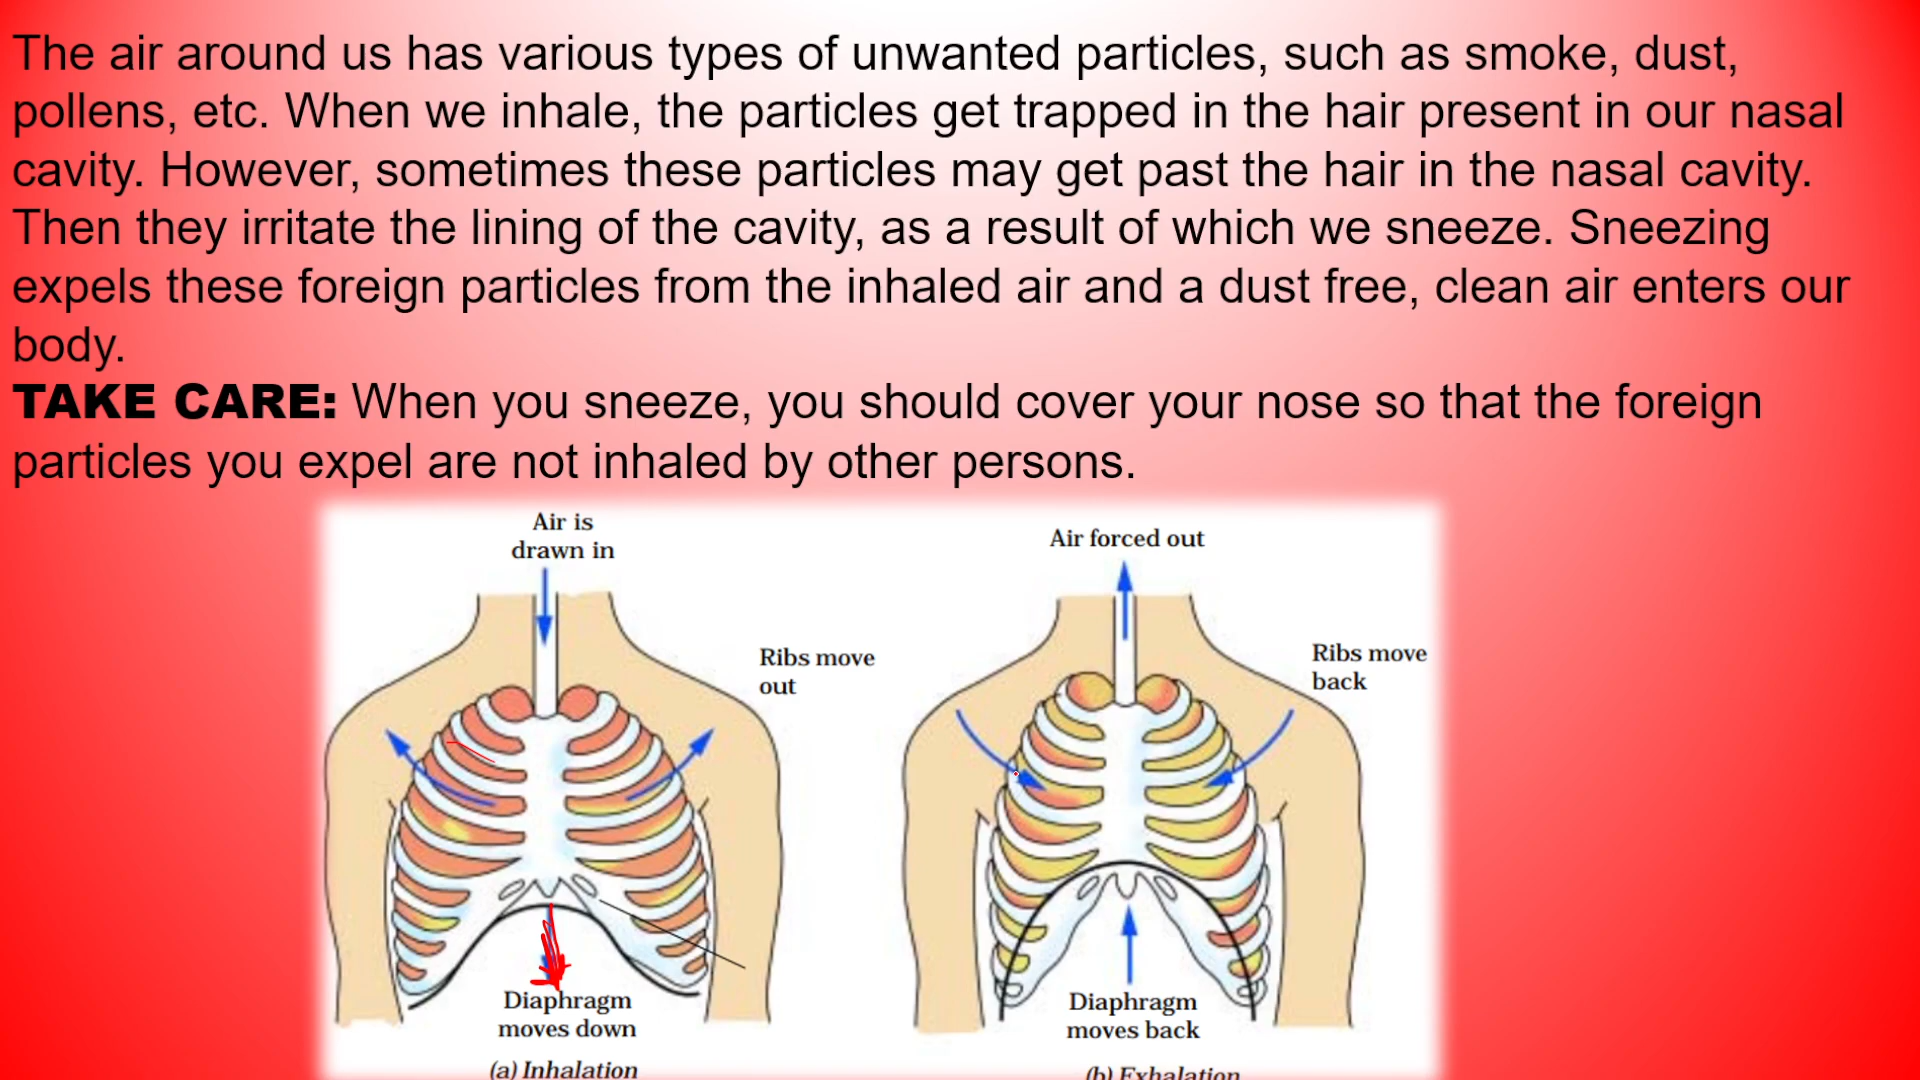 The air around us has various types of unwanted particles, such as smoke, dust,
pollens, etc. When we inhale, the particles get trapped in the hair present in our nasal
cavity. However, sometimes these particles may get past the hair in the nasal cavity.
Then they irritate the lining of the cavity, as a result of which we sneeze. Sneezing
expels these foreign particles from the inhaled air and a dust free, clean air enters our
body.
TAKE CARE: When you sneeze, you should cover your nose so that the foreign
particles you expel are not inhaled by other persons.
Air is
drawn in
Ribs move
out
Diaphragm
moves down
(a) Inhalation
Air forced out
Ribs move
back
Diaphragm
moves back
(b) Exhalation